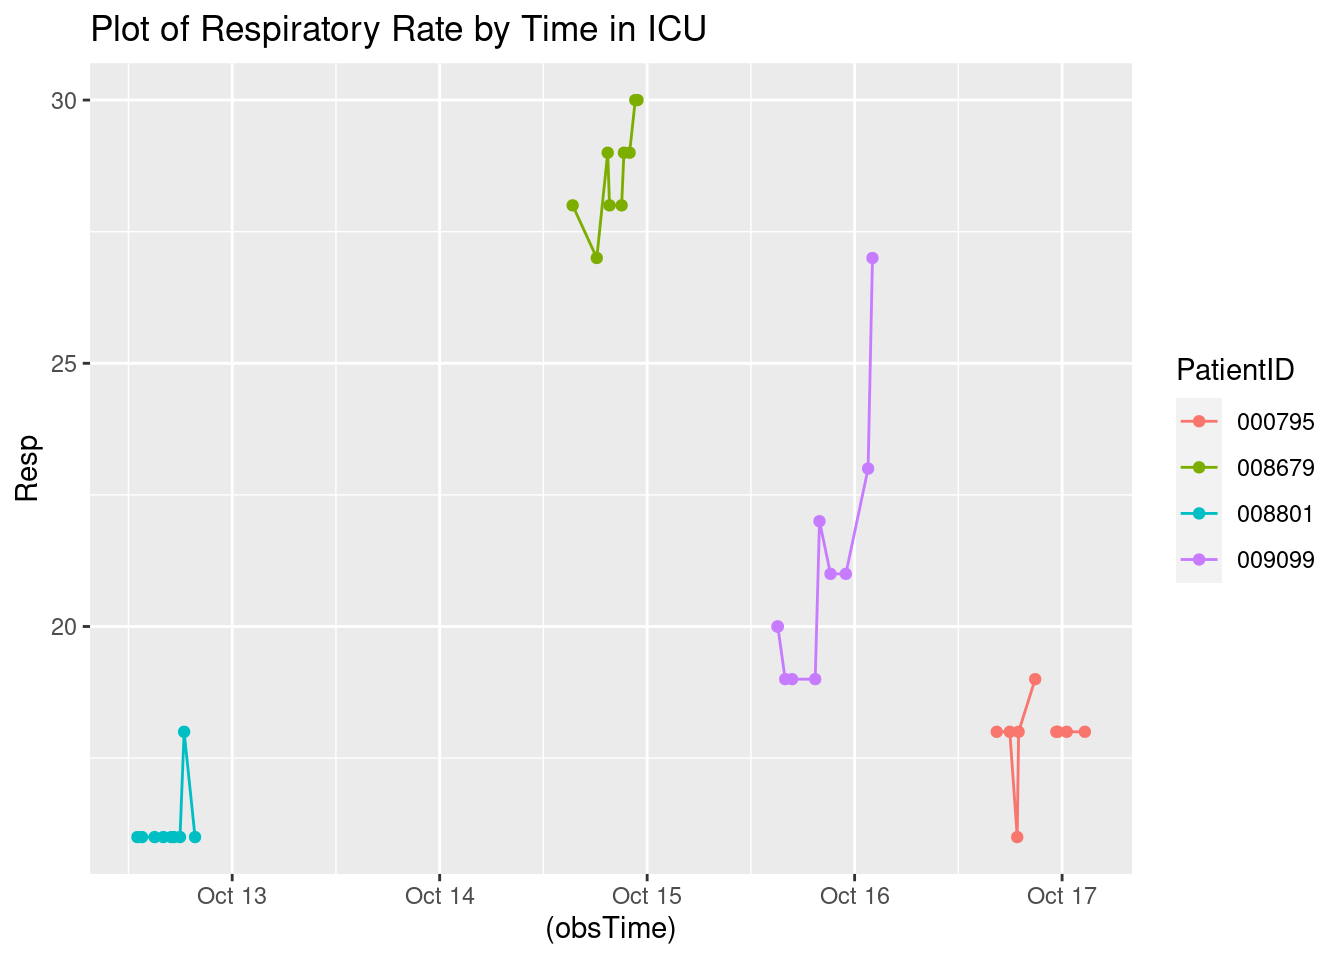 Plot of Respiratory Rate by Time in ICU
30
25
20
Resp
Oct 13 Oct 14 Oct 15 Oct 16 Oct 17
(obsTime)
PatientID
000795
008679
008801
009099